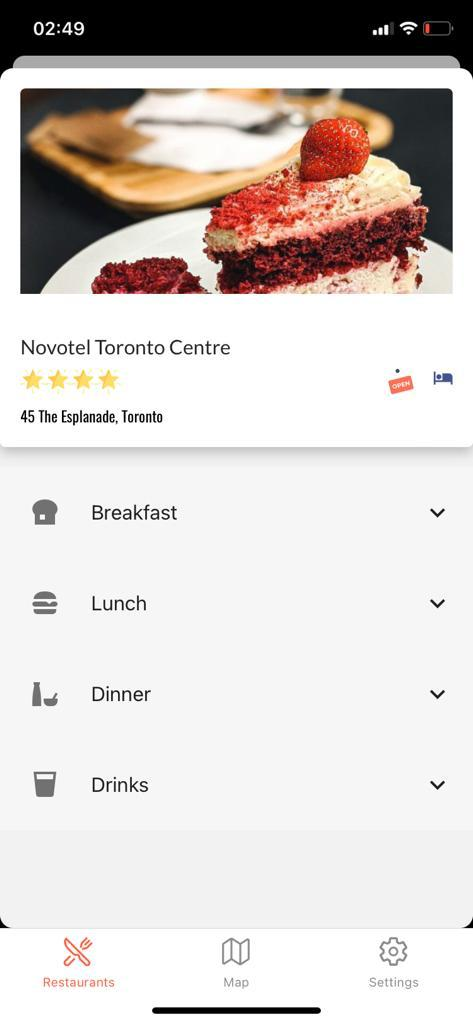 02:49
Novotel Toronto Centre
OPEN
45 The Esplanade, Toronto
Breakfast
Lunch
Dinner
Drinks
Restaurants
Map
Settings